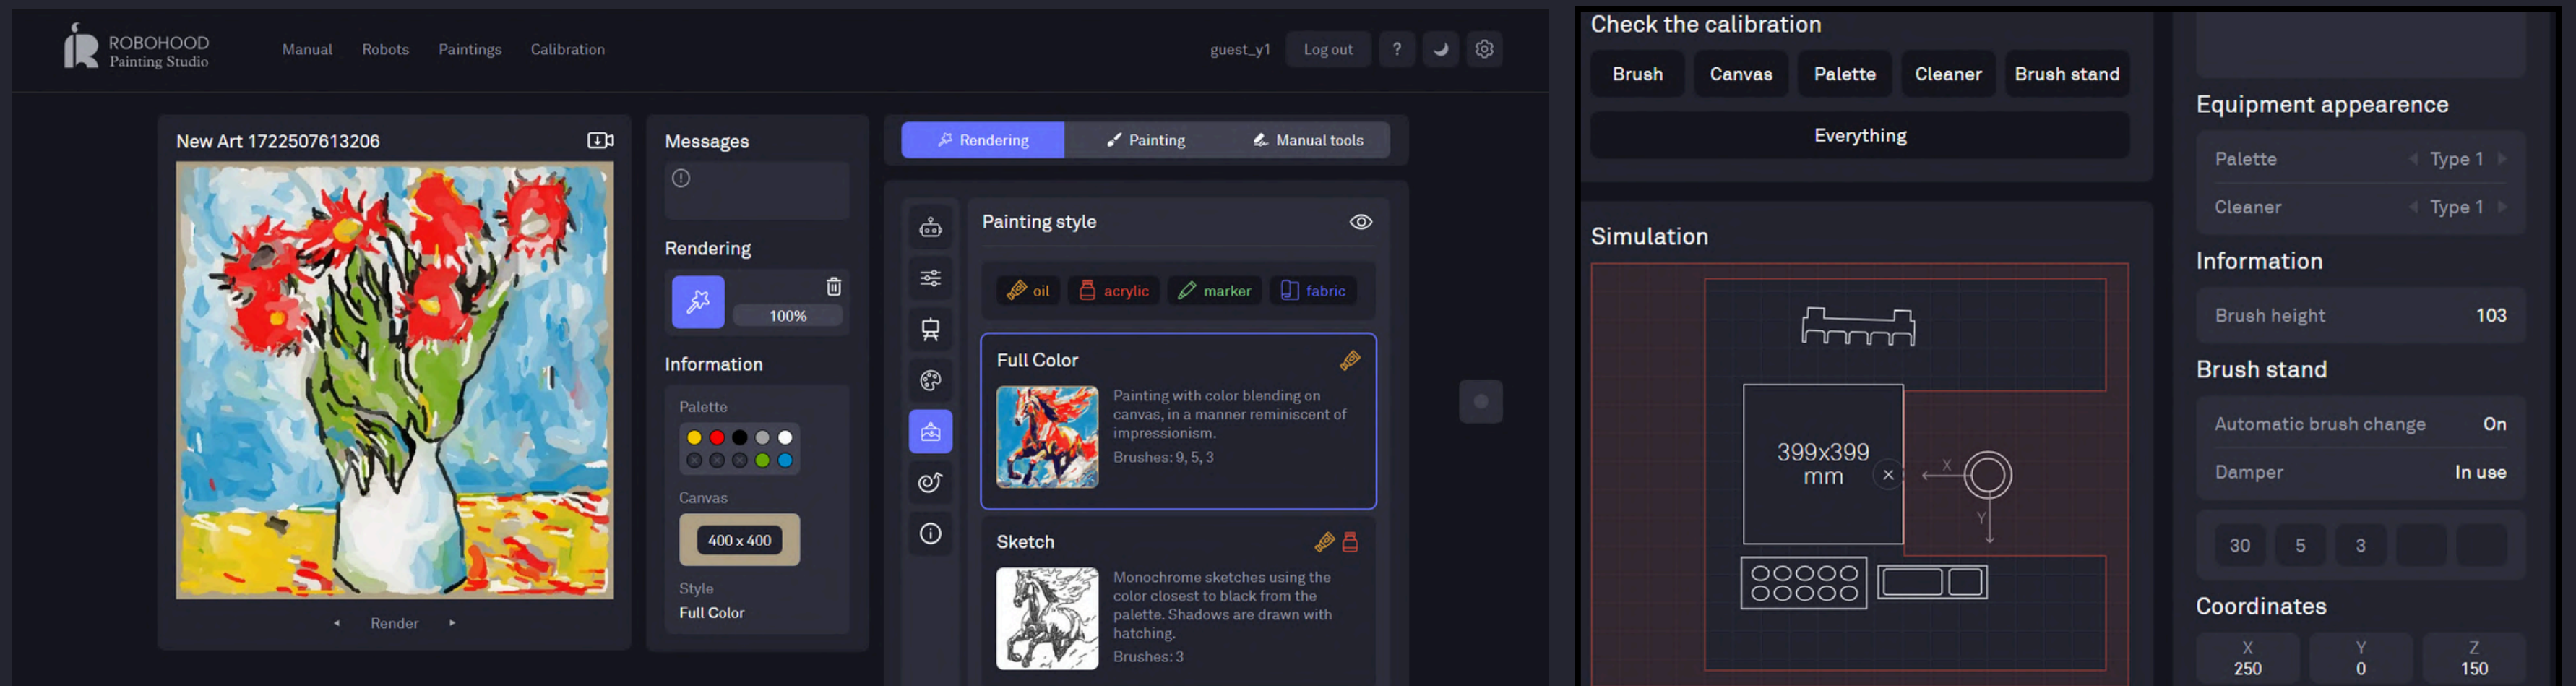 ROBOHOOD
Painting Studio
Manual
Robots
Paintings
Calibration
guest_y1
Log out
?
New Art 1722507613206
Render
Messages
Rendering
100%
Information
Palette
Canvas
400 x 400
Style
Full Color
Rendering
Painting
Manual tools
Painting style
oil
acrylic
marker
fabric
Full Color
Painting with color blending on
canvas, in a manner reminiscent of
impressionism.
Brushes: 9, 5, 3
Sketch
Monochrome sketches using the
color closest to black from the
palette. Shadows are drawn with
hatching.
Brushes: 3
Check the calibration
Brush
Canvas
Palette
Cleaner
Brush stand
Everything
Simulation
399x399
mm
X
Y
Equipment appearence
Palette Type 1
Cleaner Type 1
Information
Brush height 103
Brush stand
Automatic brush change On
Damper In use
30 5 3
Coordinates
X Y Z
250 0 150